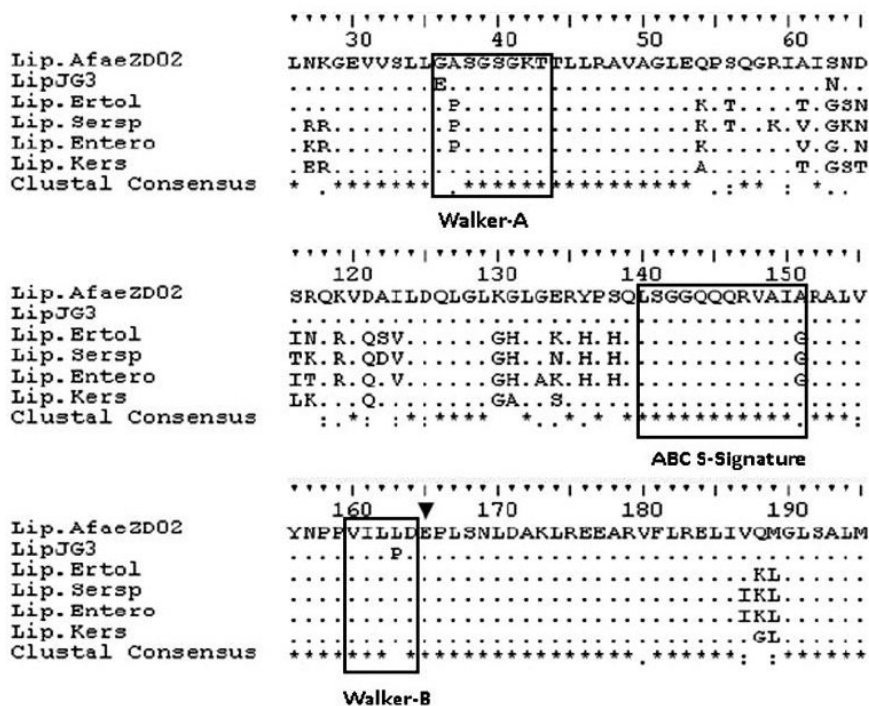 30 40 50 60
Lip.AfaeZD02 LNKGEVVSLLGASGSGKTTLLRAVAGLEQPSQGRIAISND
LipJG3 ..........E..........................N..
Lip.Ertol ...........P................K.T....T.GSN
Lip.Sersp .RR........P................K.T..R.V.GKN
Lip.Entero .KR........P................K......V.G.N
Lip.Kers .ER.........................A......T.GST
Clustal Consensus * .*******..**************** .:** : **..
Walker-A
120 130 140 150
Lip.AfaeZD02 SRQKVDAILDQLGLKGLGERYPSQLSGGQQQRVAIARALV
LipJG3 ........................................
Lip.Ertol IN.R.QSV......GH..K.H.H............G....
Lip.Sersp TK.R.QDV......GH..N.H.H............G....
Lip.Entero IT.R.Q.V......GH.AK.H.H............G....
Lip.Kers LK...Q........GA..S.....................
Clustal Consensus :.*. :*:**** .*. * .*************.***:
ABC S-Signature
160 170 180 190
Lip.AfaeZD02 YNPPVILLDEPLSNLDAKLREEARVFLRELIVQMGLSALM
LipJG3 .......P................................
Lip.Ertol ................................KL......
Lip.Sersp ...............................IKL......
Lip.Entero ...............................IKL......
Lip.Kers ................................GL......
Clustal Consensus ******* ****************.******: :******
Walker-B